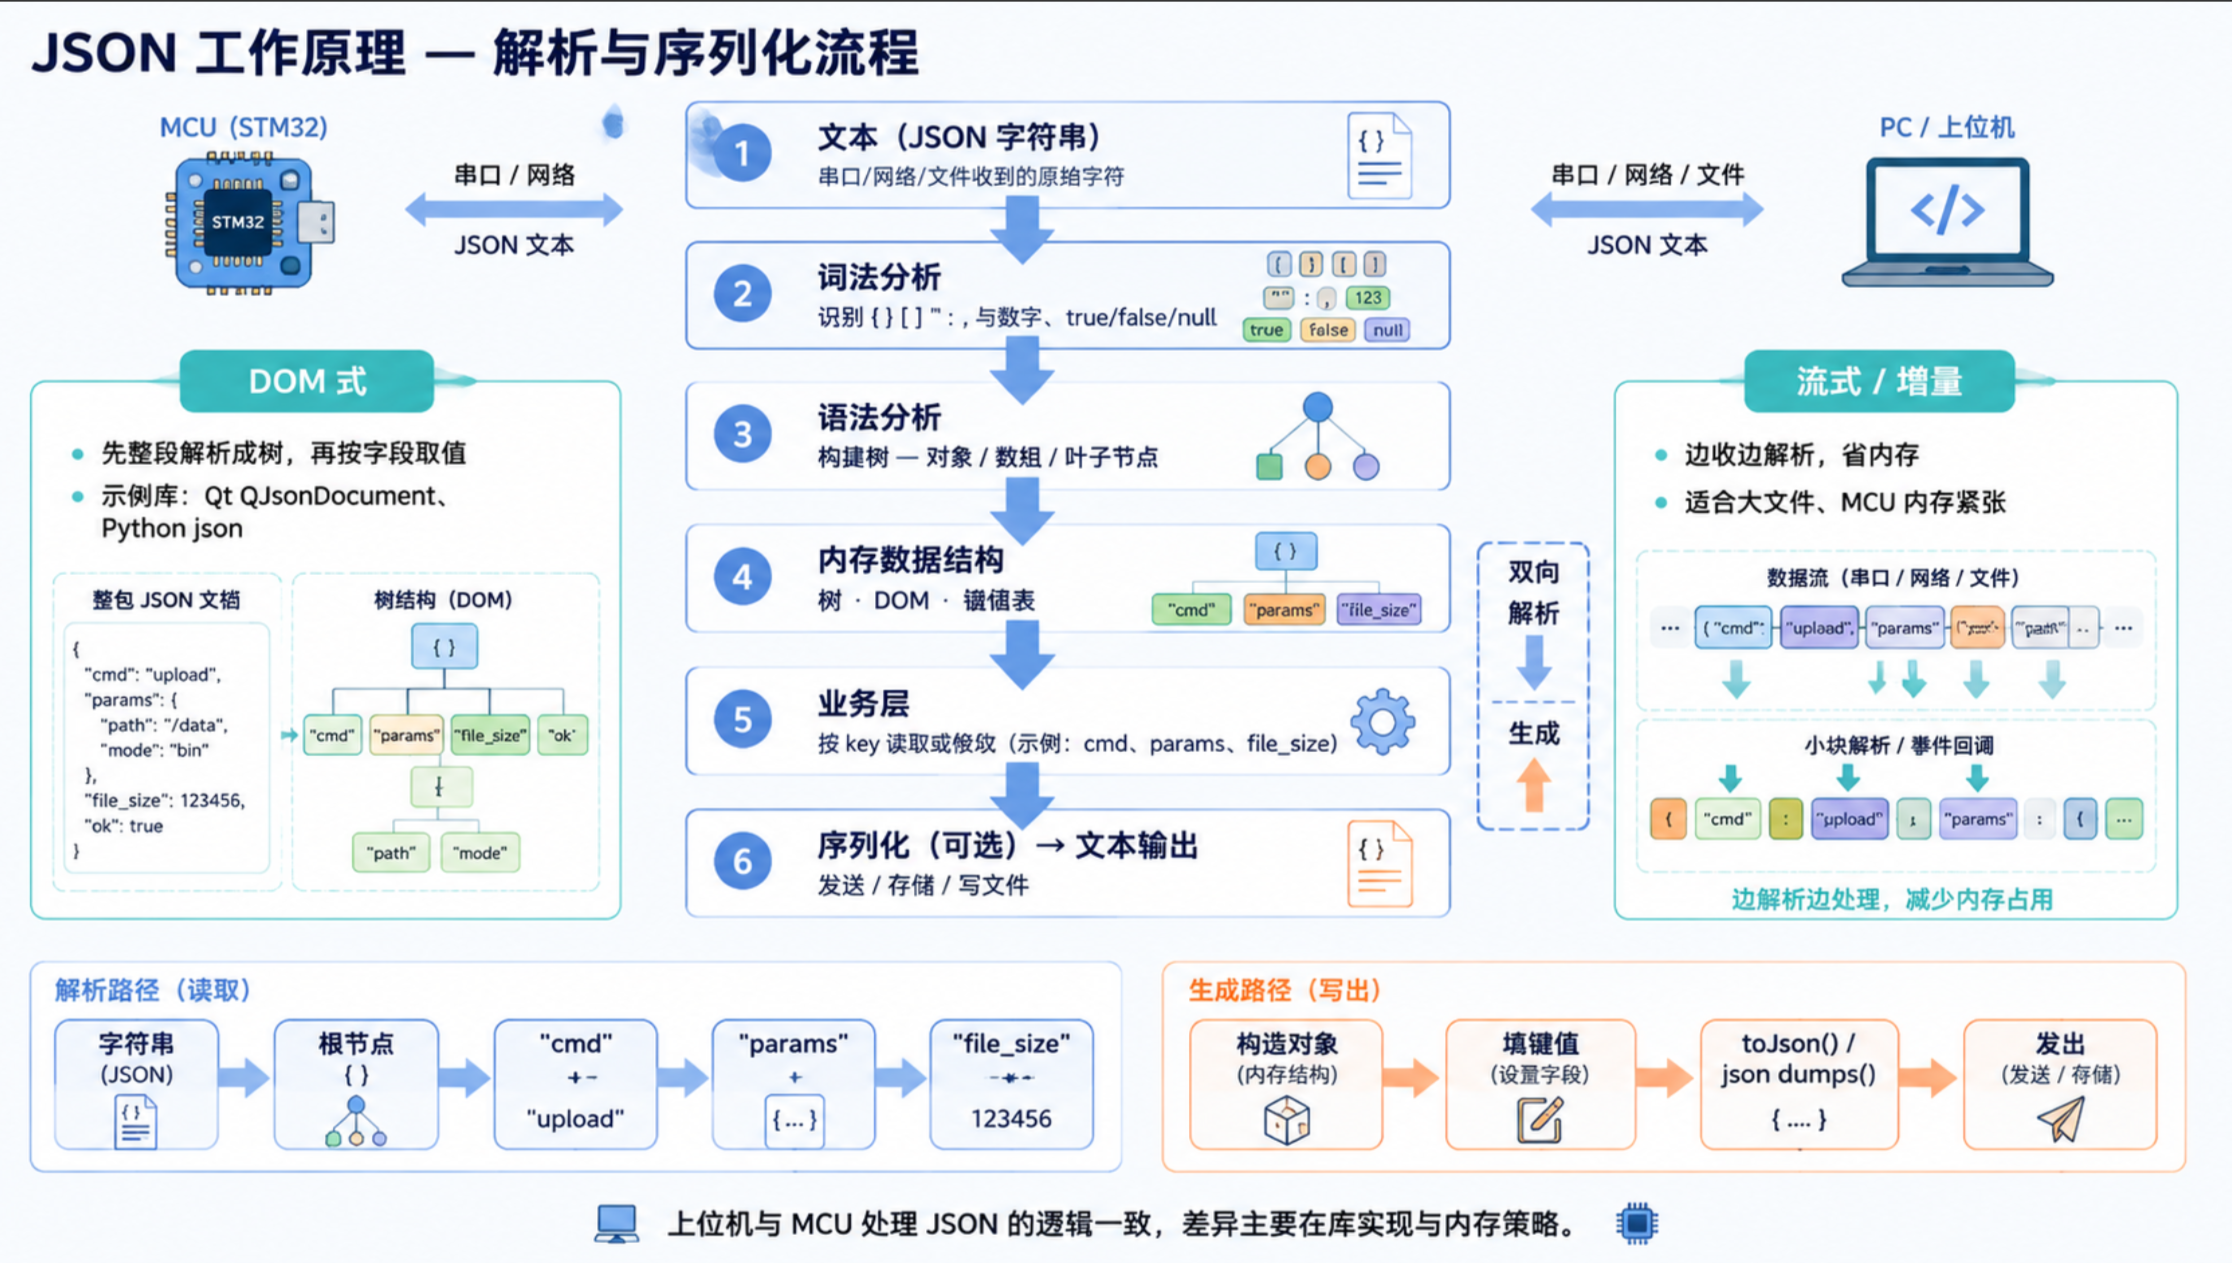 JSON 工作原理 — 解析与序列化流程
MCU (STM32)
STM32
串口 / 网络
JSON 文本
1
文本（JSON 字符串）
串口/网络/文件收到的原始字符
{ }
串口 / 网络 / 文件
JSON 文本
PC / 上位机
</>
2
词法分析
识别 { } [ ] "" : , 与数字、true/false/null
{ } [ ]
"" : , 123
true false null
3
语法分析
构建树 — 对象 / 数组 / 叶子节点
4
内存数据结构
树 · DOM ·
{ }
"cmd" "params" "file_size"
5
业务层
按 key 读取或（示例：cmd、params、file_size）
6
序列化（可选）→ 文本输出
发送 / 存储 / 写文件
{ }
双向
解析
生成
DOM 式
先整段解析成树，再按字段取值
示例库：Qt QJsonDocument、
Python json
整包 JSON 文档
{
"cmd": "upload",
"params": {
"path": "/data",
"mode": "bin"
},
"file_size": 123456,
"ok": true
}
树结构（DOM）
{ }
"cmd" "params" "file_size" "ok"
"path" "mode"
流式 / 增量
边收边解析，省内存
适合大文件、MCU 内存紧张
数据流（串口 / 网络 / 文件）
... { "cmd": "upload", "params" "path" .. ...
小块解析 / 事件回调
{ "cmd" : "upload" ; "params" : { ...
边解析边处理，减少内存占用
解析路径（读取）
字符串
(JSON)
{ }
根节点
{ }
"cmd"
"upload"
"params"
{ ... }
"file_size"
123456
生成路径（写出）
构造对象
(内存结构)
填键值
(设置字段)
toJson() /
json dumps()
{ .... }
发出
(发送 / 存储)
上位机与 MCU 处理 JSON 的逻辑一致，差异主要在库实现与内存策略。